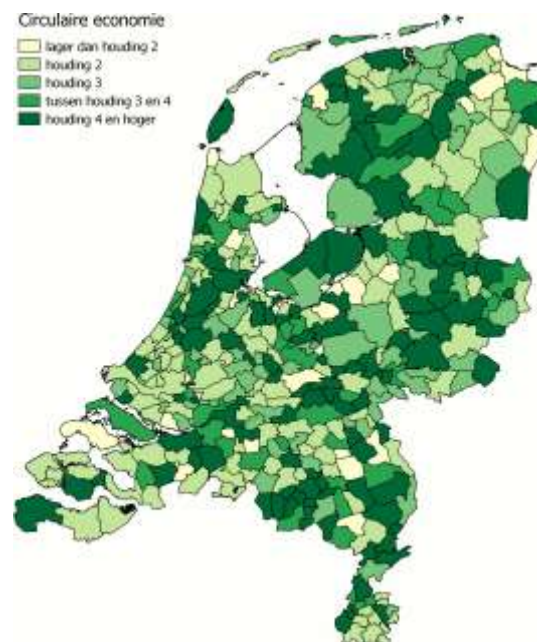 Circulaire economie
lager dan houding 2
houding 2
houding 3
tussen houding 3 en 4
houding 4 en hoger